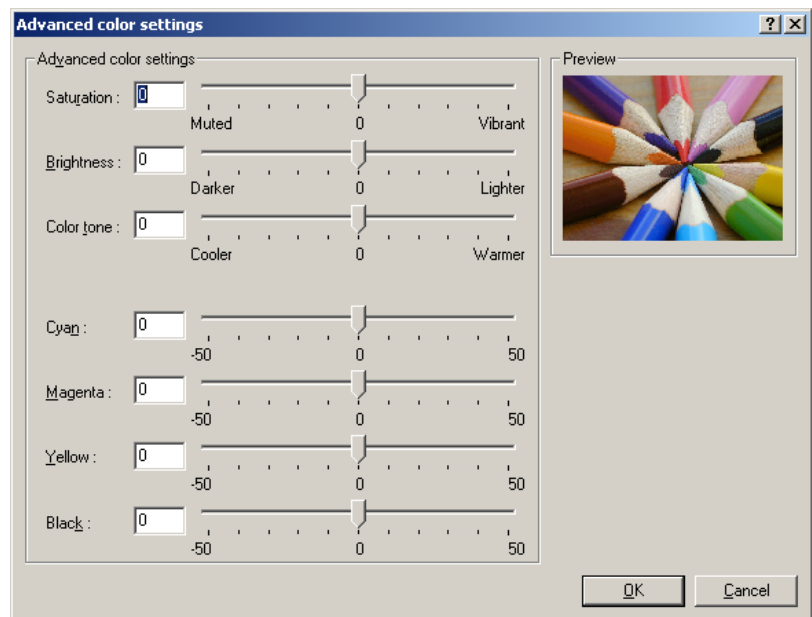 Advanced color settings
Advanced color settings
Saturation : 0
Muted 0 Vibrant
Brightness : 0
Darker 0 Lighter
Color tone : 0
Cooler 0 Warmer
Cyan : 0
-50 0 50
Magenta : 0
-50 0 50
Yellow : 0
-50 0 50
Black : 0
-50 0 50
Preview
OK Cancel